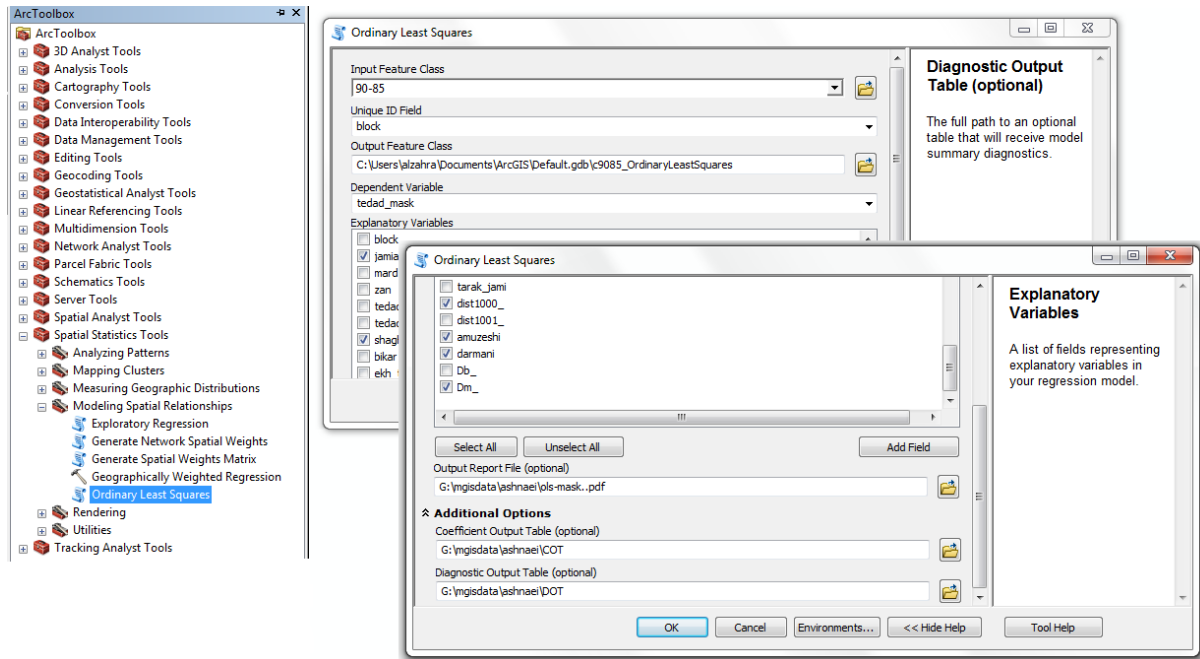 ArcToolbox
ArcToolbox
3D Analyst Tools
Analysis Tools
Cartography Tools
Conversion Tools
Data Interoperability Tools
Data Management Tools
Editing Tools
Geocoding Tools
Geostatistical Analyst Tools
Linear Referencing Tools
Multidimension Tools
Network Analyst Tools
Parcel Fabric Tools
Schematics Tools
Server Tools
Spatial Analyst Tools
Spatial Statistics Tools
Analyzing Patterns
Mapping Clusters
Measuring Geographic Distributions
Modeling Spatial Relationships
Exploratory Regression
Generate Network Spatial Weights
Generate Spatial Weights Matrix
Geographically Weighted Regression
Ordinary Least Squares
Rendering
Utilities
Tracking Analyst Tools
Ordinary Least Squares
Input Feature Class
90-85
Unique ID Field
block
Output Feature Class
C:\Users\alzahra\Documents\ArcGIS\Default.gdb\c9085_OrdinaryLeastSquares
Dependent Variable
tedad_mask
Explanatory Variables
block
jamia
mard
zan
tedad
tedad
shagl
bikar
Diagnostic Output
Table (optional)
The full path to an optional
table that will receive model
summary diagnostics.
Ordinary Least Squares
tarak_jami
dist1000_
dist1001_
amuzeshi
darmani
Db_
Dm_
Select All
Unselect All
Add Field
Output Report File (optional)
G:\mgisdata\ashnaei\ols-mask..pdf
Additional Options
Coefficient Output Table (optional)
G:\mgisdata\ashnaei\COT
Diagnostic Output Table (optional)
G:\mgisdata\ashnaei\DOT
Explanatory
Variables
A list of fields representing
explanatory variables in
your regression model.
OK
Cancel
Environments...
<< Hide Help
Tool Help